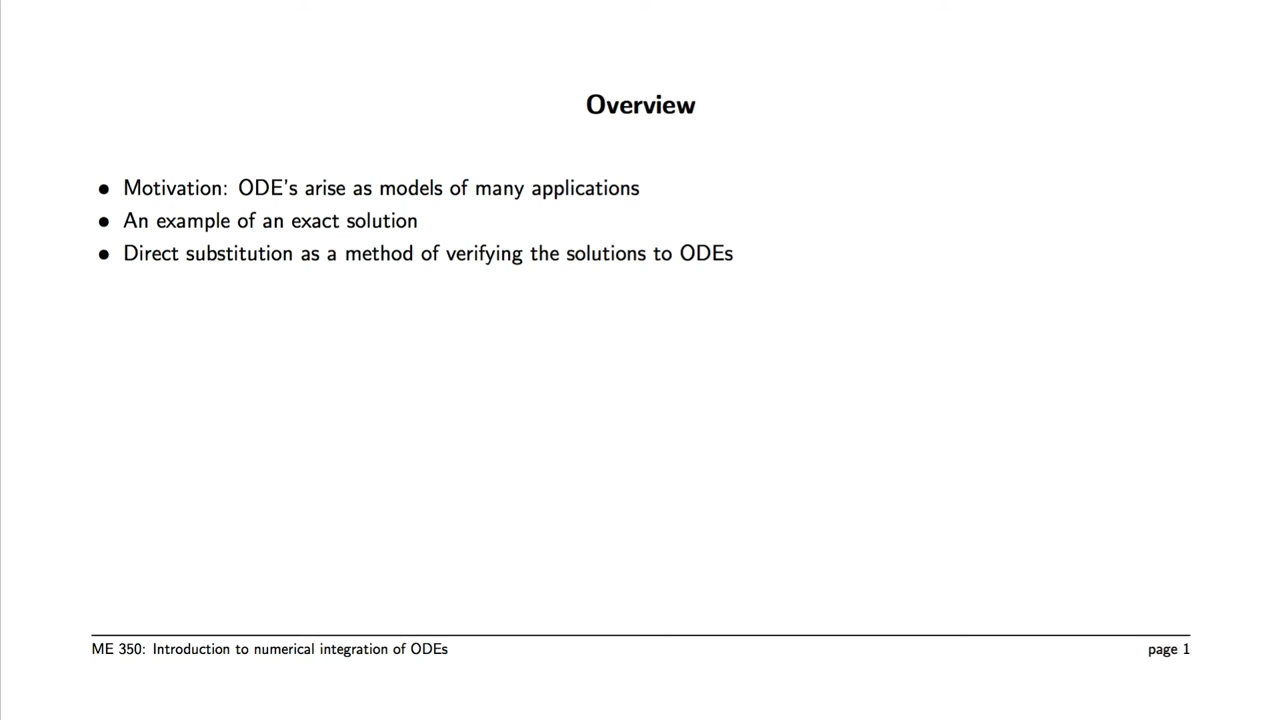 Overview
● Motivation: ODE's arise as models of many applications
● An example of an exact solution
● Direct substitution as a method of verifying the solutions to ODEs
ME 350: Introduction to numerical integration of ODEs
page 1